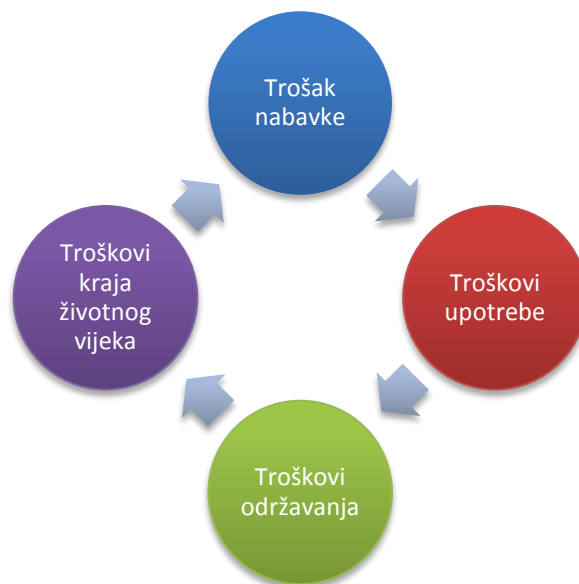 Trošak
nabavke
Troškovi
upotrebe
Troškovi
održavanja
Troškovi
kraja
životnog
vijeka